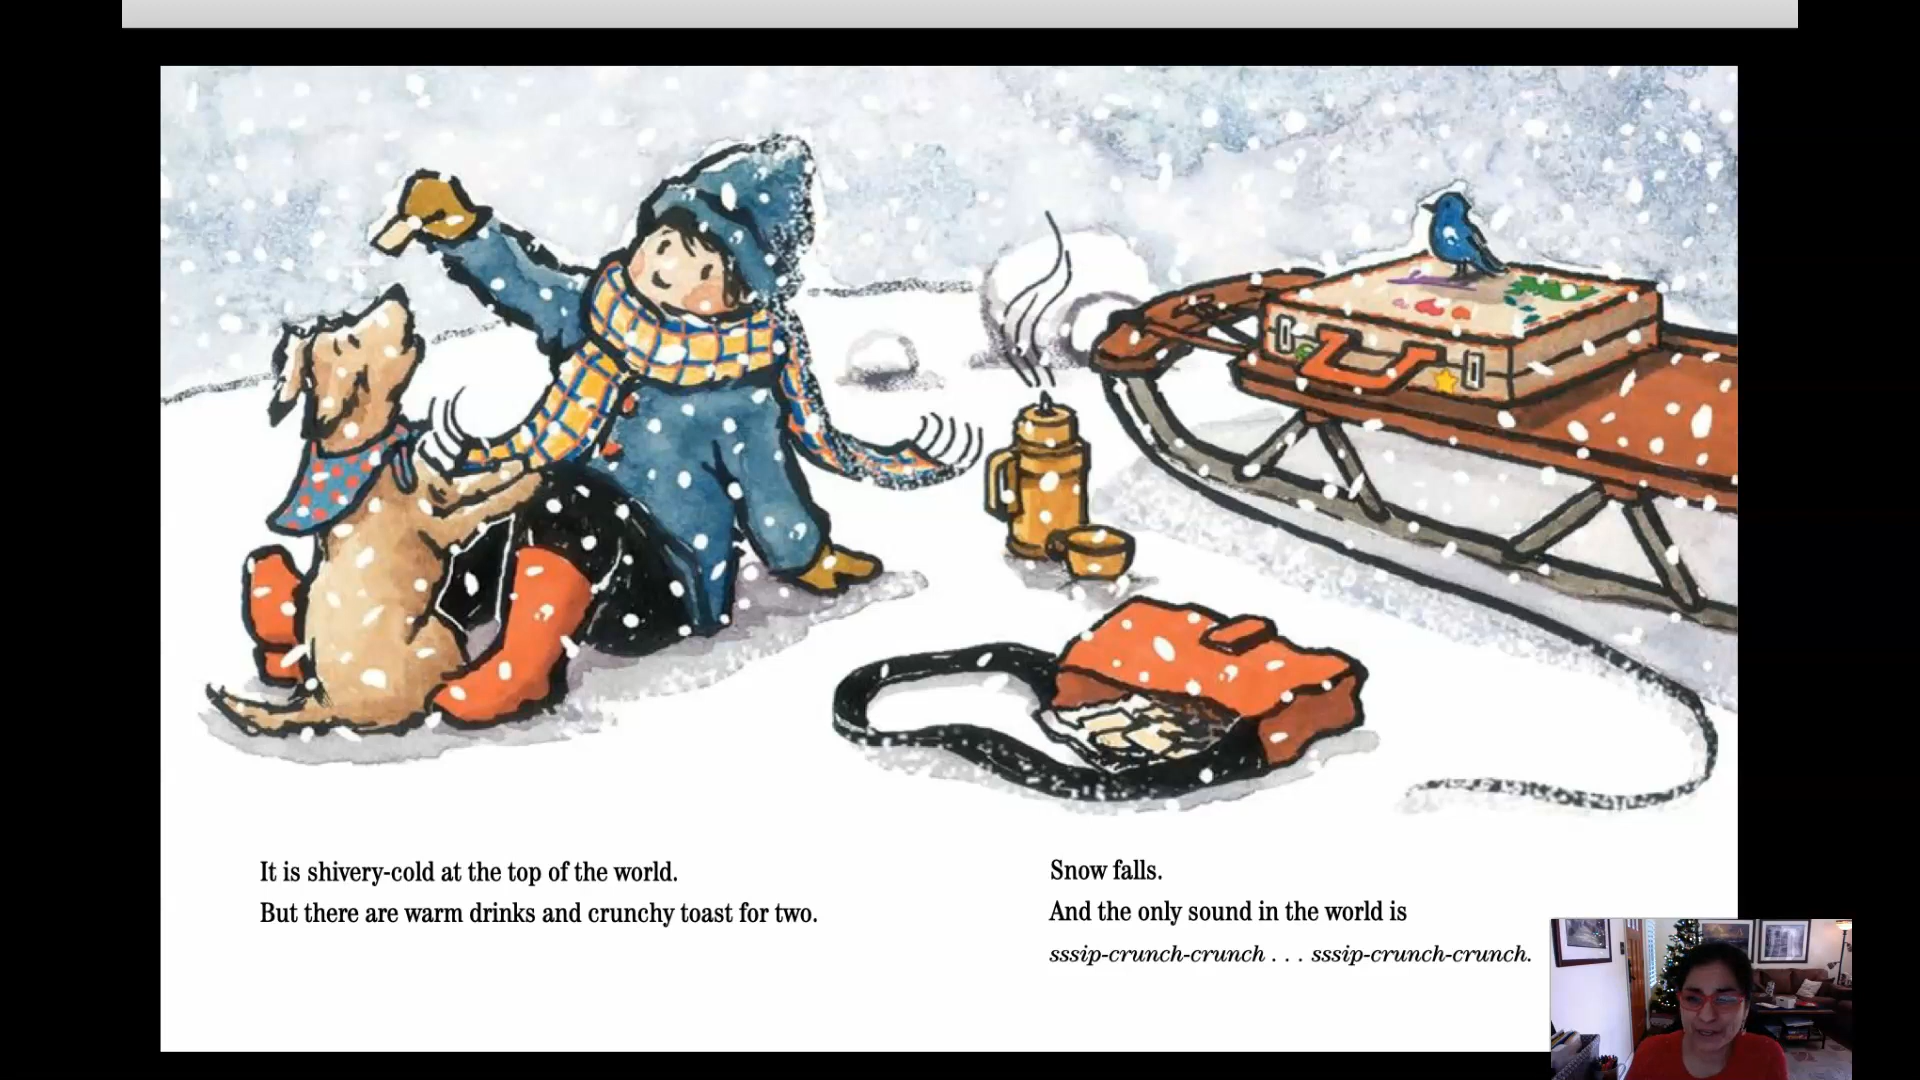 It is shivery-cold at the top of the world.
But there are warm drinks and crunchy toast for two.
Snow falls.
And the only sound in the world is
sssip-crunch-crunch . . . sssip-crunch-crunch.